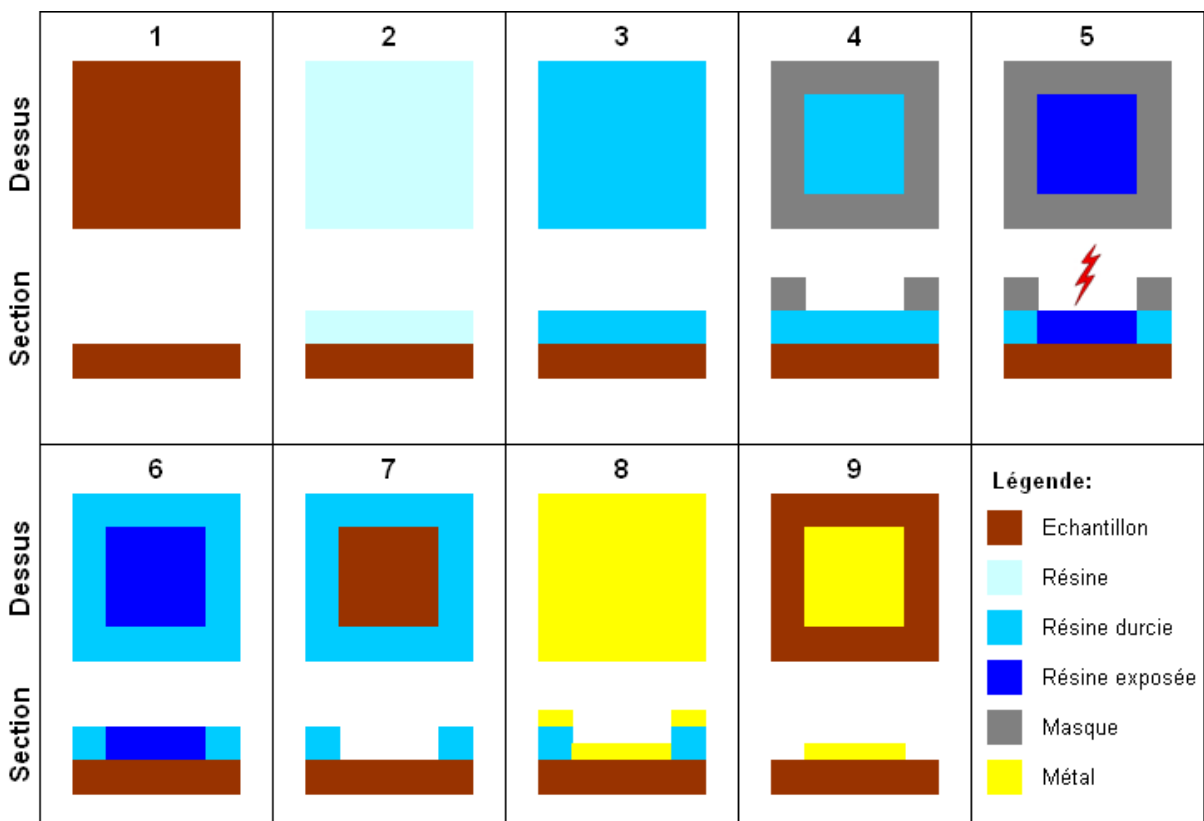 1 2 3 4 5
Dessus
Section
6 7 8 9
Dessus
Section
Légende:
Echantillon
Résine
Résine durcie
Résine exposée
Masque
Métal